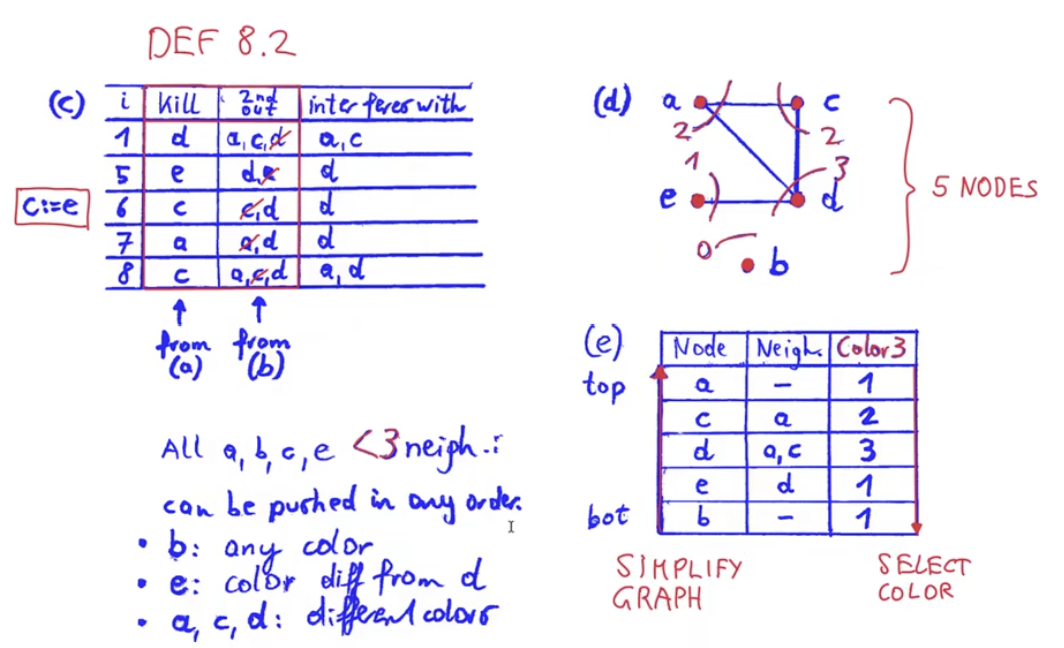 DEF 8.2
(c)
i kill 2nd out interferes with
1 d a,c,d a,c
5 e d,e d
6 c c,d d
7 a a,d d
8 c a,c,d a,d
c:=e
from (a)
from (b)
All a,b,c,e <3 neigh.:
can be pushed in any order.
• b: any color
• e: color diff from d
• a, c, d: different colors
(d)
a c
2 2
1 3
e d
0 b
5 NODES
(e)
Node Neigh. Color3
top a – 1
c a 2
d a,c 3
e d 1
bot b – 1
SIMPLIFY
GRAPH
SELECT
COLOR